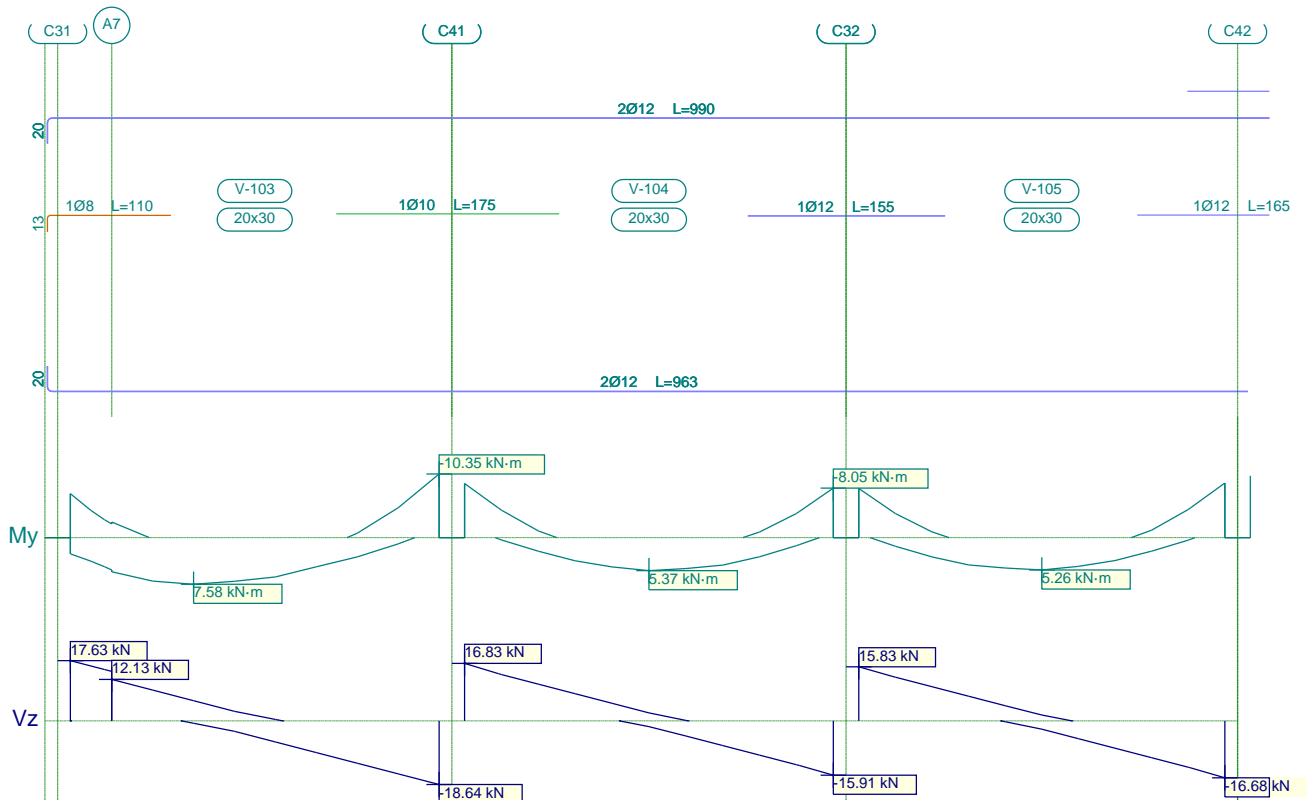 C31
A7
C41
C32
C42
2Ø12 L=990
20
1Ø8 L=110
13
V-103
20x30
1Ø10 L=175
V-104
20x30
1Ø12 L=155
V-105
20x30
1Ø12 L=165
20
2Ø12 L=963
-10.35 kN·m
-8.05 kN·m
My
7.58 kN·m
5.37 kN·m
5.26 kN·m
17.63 kN
12.13 kN
16.83 kN
15.83 kN
Vz
-18.64 kN
-15.91 kN
-16.68 kN